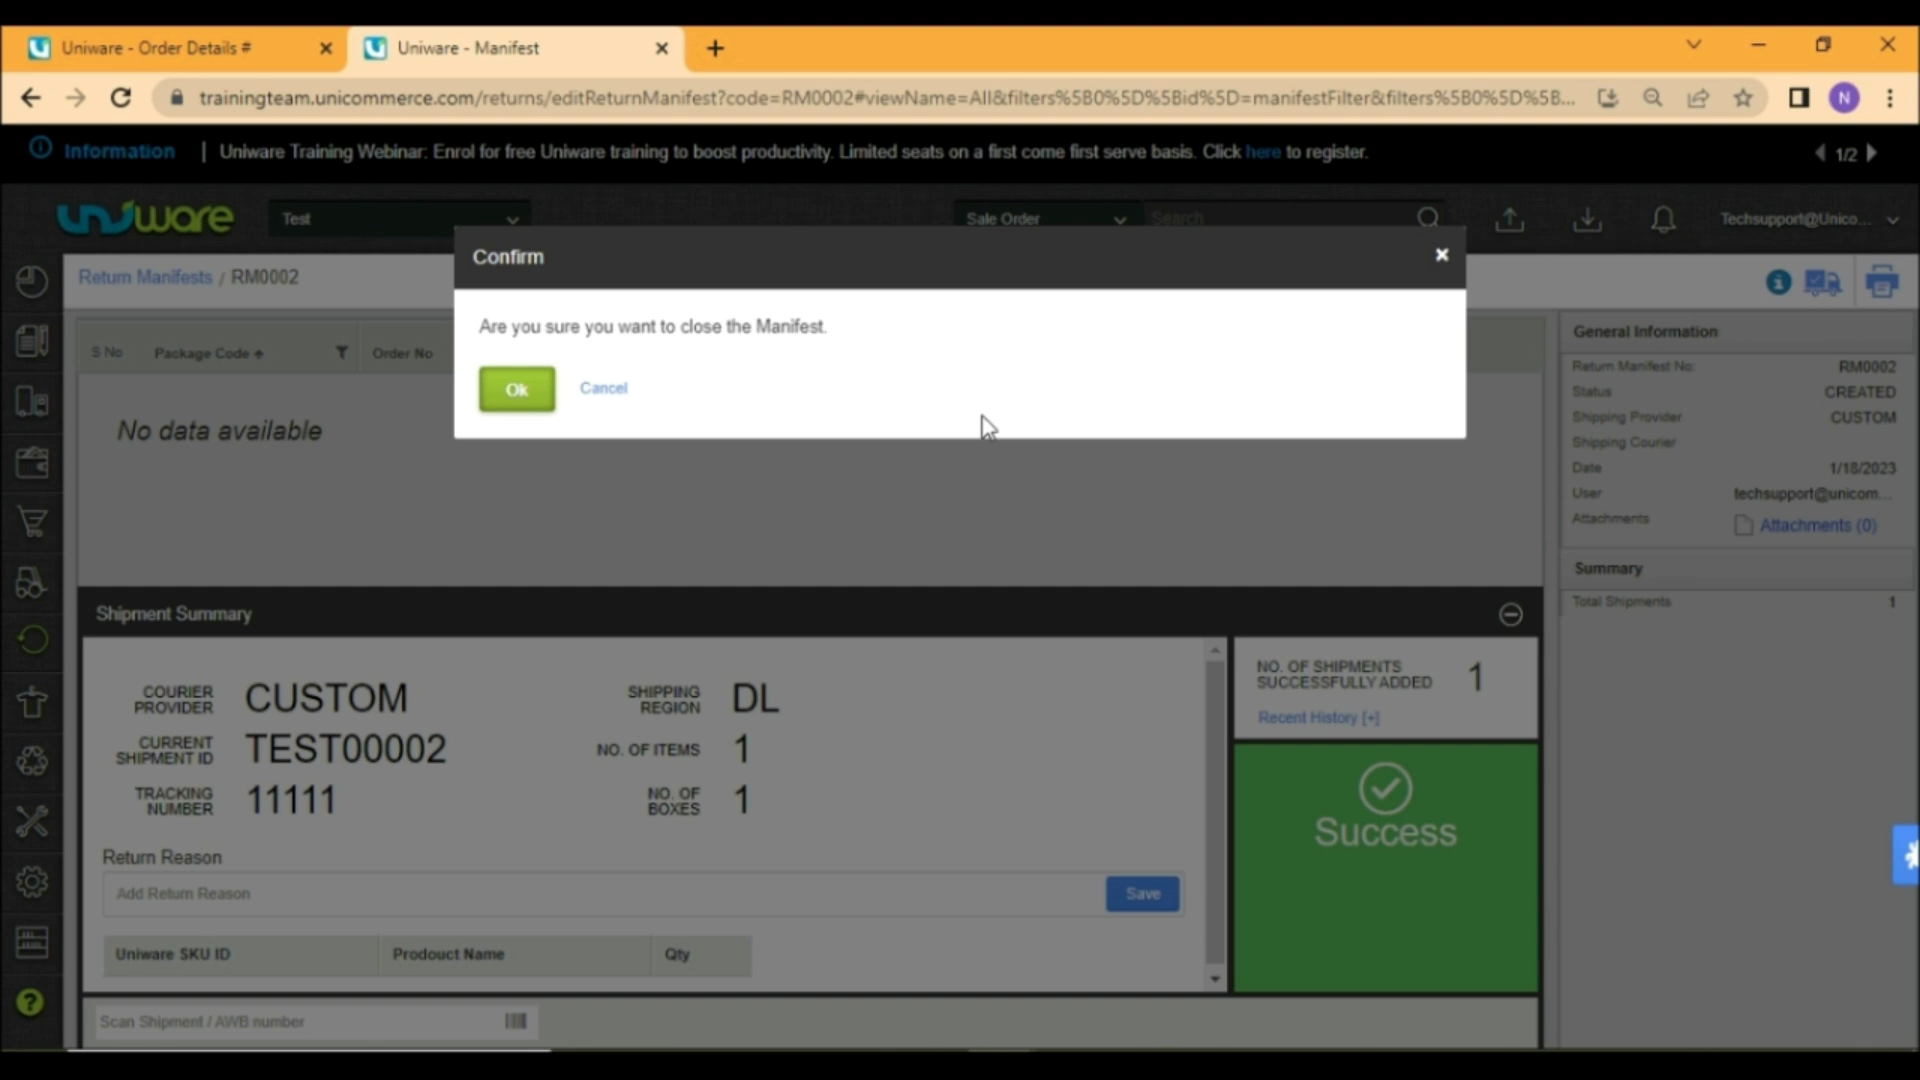 Uniware - Order Details #
Uniware - Manifest
trainingteam.unicommerce.com/returns/editReturnManifest?code=RM0002#viewName=All&filters%5B0%5D%5Bid%5D=manifestFilter&filters%5B0%5D%5B...
N
Information | Uniware Training Webinar: Enrol for free Uniware training to boost productivity. Limited seats on a first come first serve basis. Click here to register.
1/2
uniware
Test
Sale Order
Search
Techsupport@Unico...
Confirm
Return Manifests / RM0002
Are you sure you want to close the Manifest.
Ok
Cancel
S No
Package Code
Order No
No data available
General Information
Return Manifest No: RM0002
Status CREATED
Shipping Provider CUSTOM
Shipping Courier
Date 1/18/2023
User techsupport@unicom...
Attachments Attachments (0)
Summary
Total Shipments 1
Shipment Summary
COURIER PROVIDER CUSTOM
SHIPPING REGION DL
CURRENT SHIPMENT ID TEST00002
NO. OF ITEMS 1
TRACKING NUMBER 11111
NO. OF BOXES 1
NO. OF SHIPMENTS
SUCCESSFULLY ADDED 1
Recent History [+]
Success
Return Reason
Add Return Reason
Save
Uniware SKU ID
Prodouct Name
Qty
Scan Shipment / AWB number